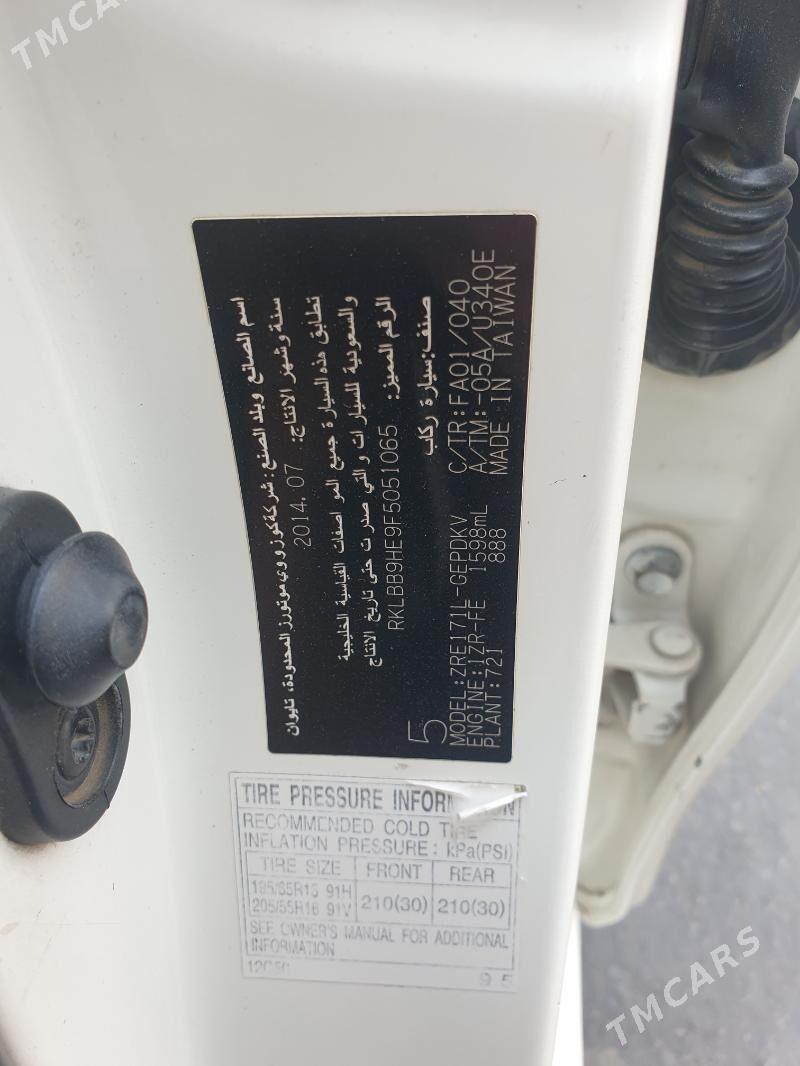 TMCARS
اسم الصانع وبلد الصنع: شركة كوزووي موتورز المحدودة، تايوان
سنة وشهر الانتاج: 2014.07
تطابق هذه السيارة جميع المواصفات القياسية الخليجية
والسعودية للسيارات والتي صدرت حتى تاريخ الانتاج
الرقم المميز: RKLBB9HE9F5051065
صنف: سيارة ركاب
5
MODEL:ZRE171L-GEPDKV C/TR:FA01/040
ENGINE:1ZR-FE 1598mL A/TM:-05A/U340E
PLANT:721 888 MADE IN TAIWAN
TIRE PRESSURE INFORMATION
RECOMMENDED COLD TIRE
INFLATION PRESSURE: kPa(PSI)
TIRE SIZE FRONT REAR
195/65R15 91H
205/55R16 91V 210(30) 210(30)
SEE OWNER'S MANUAL FOR ADDITIONAL
INFORMATION
TMCARS